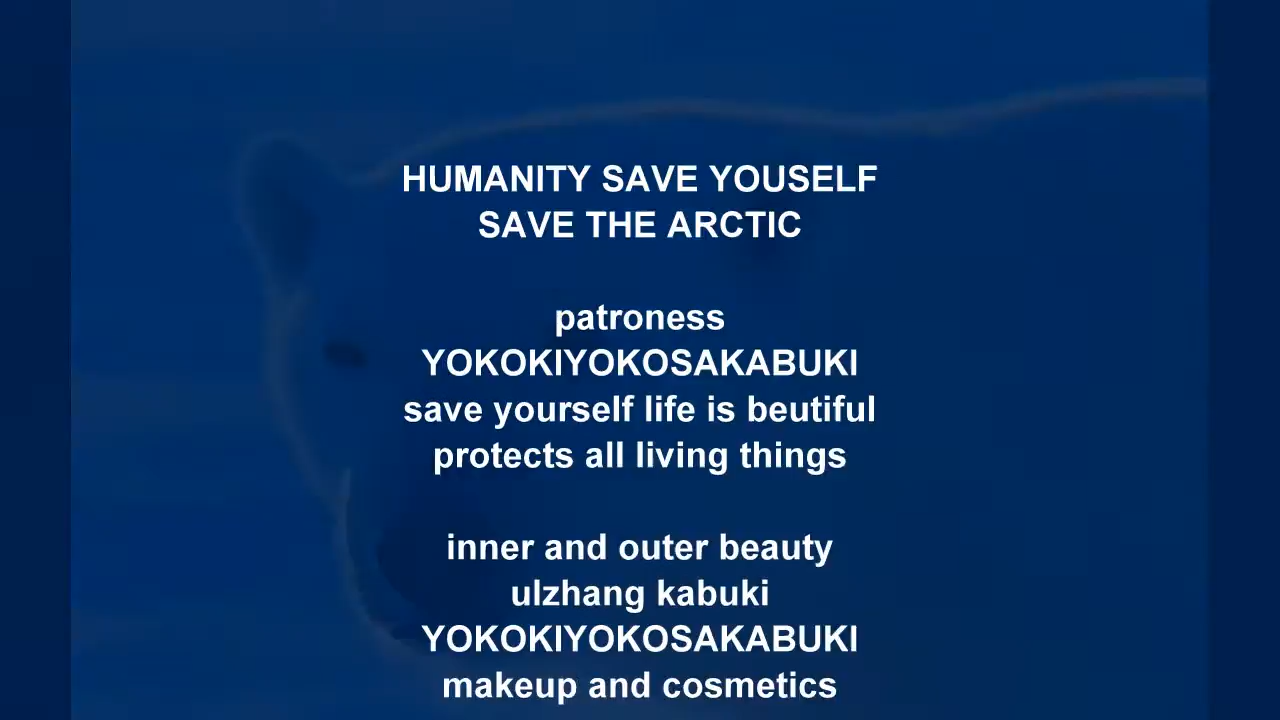 HUMANITY SAVE YOUSELF
SAVE THE ARCTIC
patroness
YOKOKIYOKOSAKABUKI
save yourself life is beutiful
protects all living things
inner and outer beauty
ulzhang kabuki
YOKOKIYOKOSAKABUKI
makeup and cosmetics